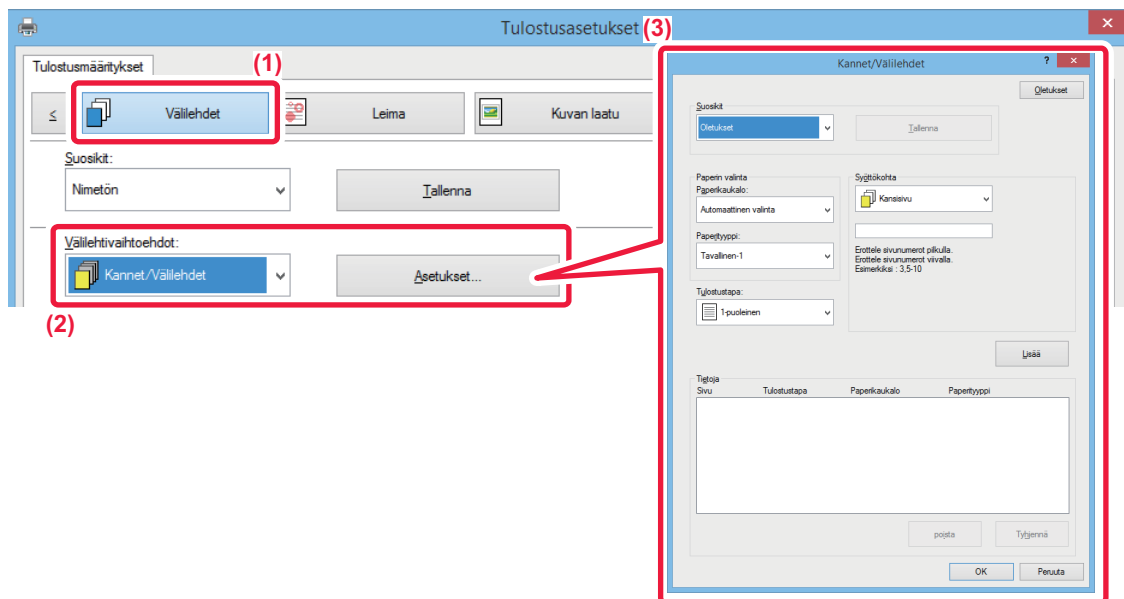 Tulostusasetukset
(3)
Tulostusmääritykset
(1)
≤ Välilehdet Leima Kuvan laatu
Suosikit:
Nimetön Tallenna
Välilehtivaihtoehdot:
Kannet/Välilehdet Asetukset...
(2)
Kannet/Välilehdet ?
Oletukset
Suosikit
Oletukset Tallenna
Paperin valinta
Paperikaukalo:
Automaattinen valinta
Paperityyppi:
Tavallinen-1
Tulostustapa:
1-puoleinen
Syöttökohta
Kansisivu
Erottele sivunumerot pilkulla.
Erottele sivunumerot viivalla.
Esimerkiksi : 3,5-10
Lisää
Tietoja
Sivu Tulostustapa Paperikaukalo Paperityyppi
poista Tyhjennä
OK Peruuta